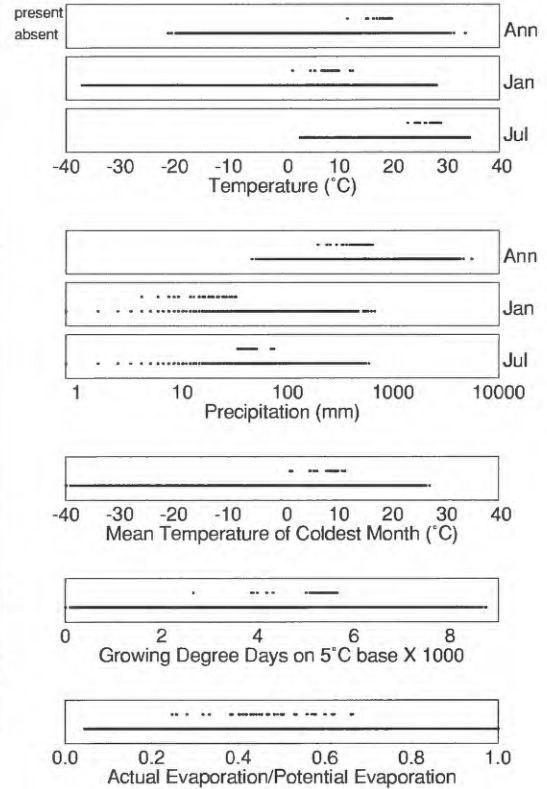 present
absent
Ann
Jan
Jul
-40 -30 -20 -10 0 10 20 30 40
Temperature (˚C)
Ann
Jan
Jul
1 10 100 1000 10000
Precipitation (mm)
-40 -30 -20 -10 0 10 20 30 40
Mean Temperature of Coldest Month (˚C)
0 2 4 6 8
Growing Degree Days on 5˚C base X 1000
0.0 0.2 0.4 0.6 0.8 1.0
Actual Evaporation/Potential Evaporation